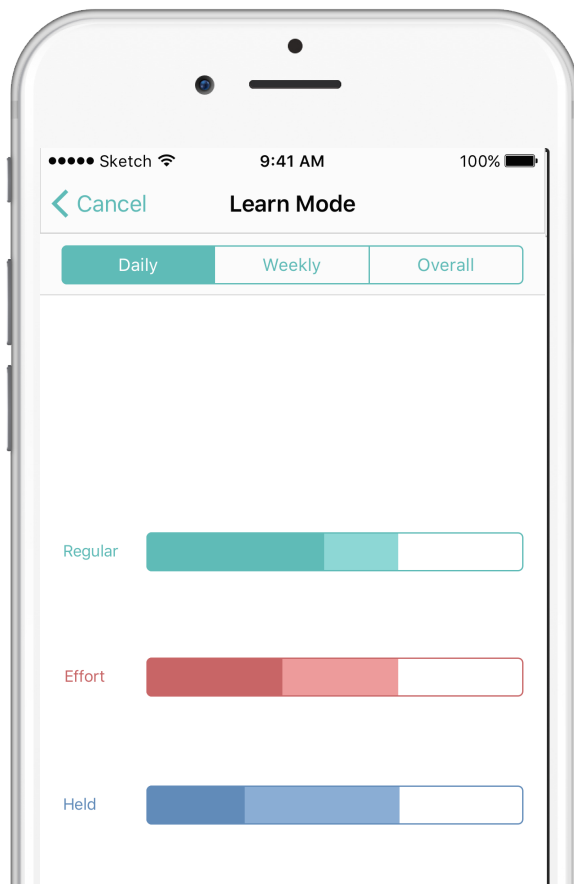 Sketch 9:41 AM 100%
Cancel Learn Mode
Daily Weekly Overall
Regular
Effort
Held